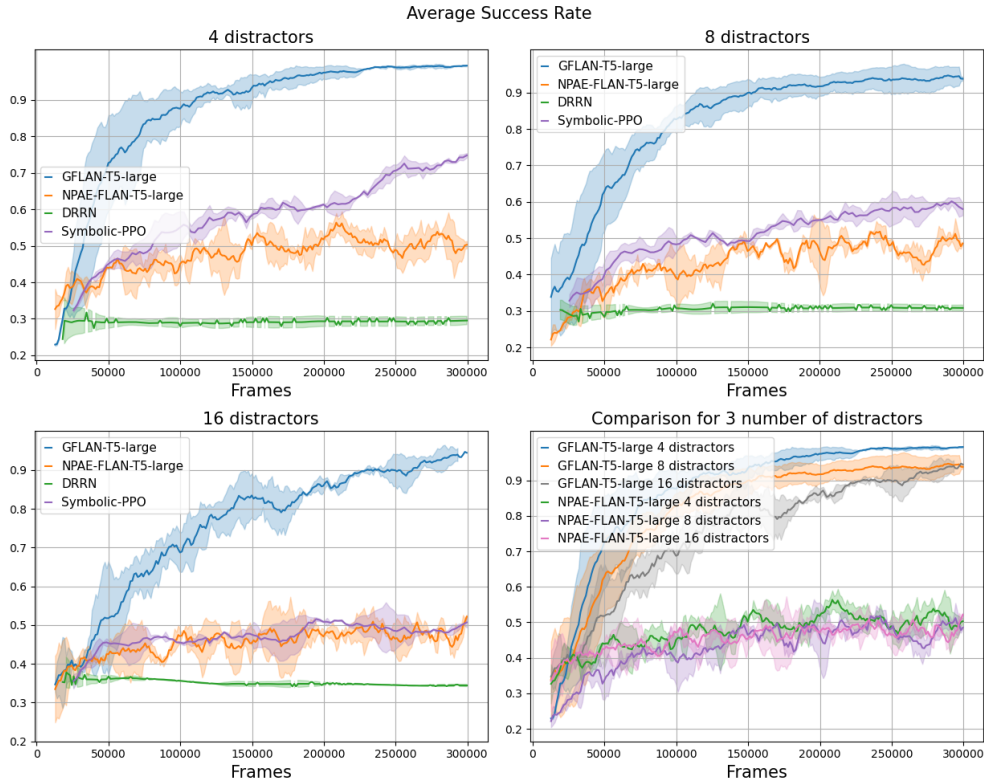 Average Success Rate
4 distractors
0.9
0.8
0.7
0.6
0.5
0.4
0.3
0.2
GFLAN-T5-large
NPAE-FLAN-T5-large
DRRN
Symbolic-PPO
0 50000 100000 150000 200000 250000 300000
Frames
8 distractors
0.9
0.8
0.7
0.6
0.5
0.4
0.3
0.2
GFLAN-T5-large
NPAE-FLAN-T5-large
DRRN
Symbolic-PPO
0 50000 100000 150000 200000 250000 300000
Frames
16 distractors
0.9
0.8
0.7
0.6
0.5
0.4
0.3
0.2
GFLAN-T5-large
NPAE-FLAN-T5-large
DRRN
Symbolic-PPO
0 50000 100000 150000 200000 250000 300000
Frames
Comparison for 3 number of distractors
0.9
0.8
0.7
0.6
0.5
0.4
0.3
0.2
GFLAN-T5-large 4 distractors
GFLAN-T5-large 8 distractors
GFLAN-T5-large 16 distractors
NPAE-FLAN-T5-large 4 distractors
NPAE-FLAN-T5-large 8 distractors
NPAE-FLAN-T5-large 16 distractors
0 50000 100000 150000 200000 250000 300000
Frames